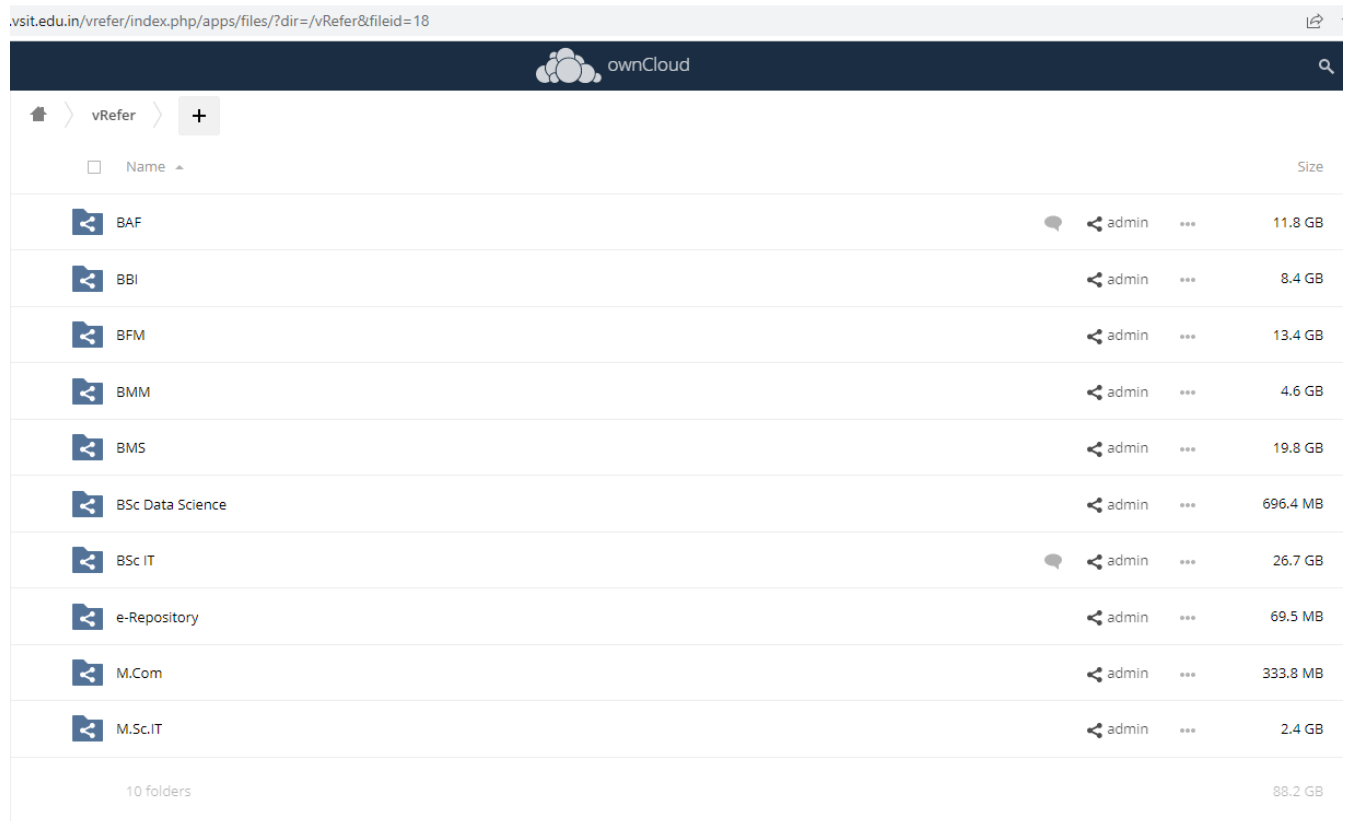 .vsit.edu.in/vrefer/index.php/apps/files/?dir=/vRefer&fileid=18
ownCloud
vRefer +
Name Size
BAF admin ••• 11.8 GB
BBI admin ••• 8.4 GB
BFM admin ••• 13.4 GB
BMM admin ••• 4.6 GB
BMS admin ••• 19.8 GB
BSc Data Science admin ••• 696.4 MB
BSc IT admin ••• 26.7 GB
e-Repository admin ••• 69.5 MB
M.Com admin ••• 333.8 MB
M.Sc.IT admin ••• 2.4 GB
10 folders 88.2 GB